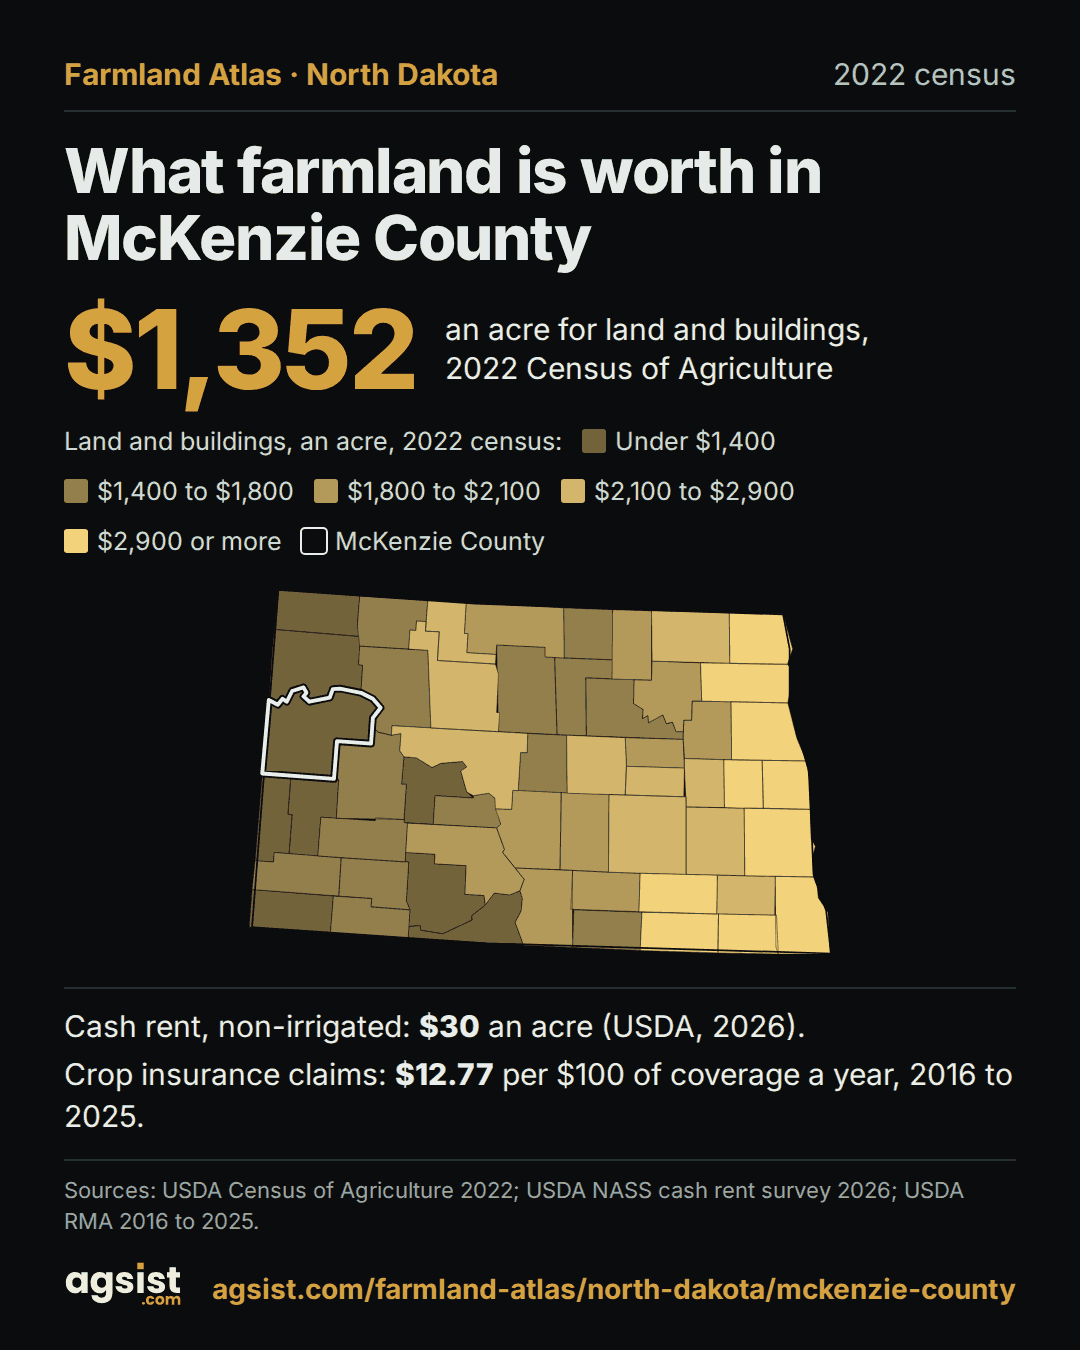 Farmland Atlas · North Dakota
2022 census
What farmland is worth in
McKenzie County
$1,352
an acre for land and buildings,
2022 Census of Agriculture
Land and buildings, an acre, 2022 census: Under $1,400
$1,400 to $1,800 $1,800 to $2,100 $2,100 to $2,900
$2,900 or more McKenzie County
Cash rent, non-irrigated: $30 an acre (USDA, 2026).
Crop insurance claims: $12.77 per $100 of coverage a year, 2016 to
2025.
Sources: USDA Census of Agriculture 2022; USDA NASS cash rent survey 2026; USDA
RMA 2016 to 2025.
agsist
.com
agsist.com/farmland-atlas/north-dakota/mckenzie-county